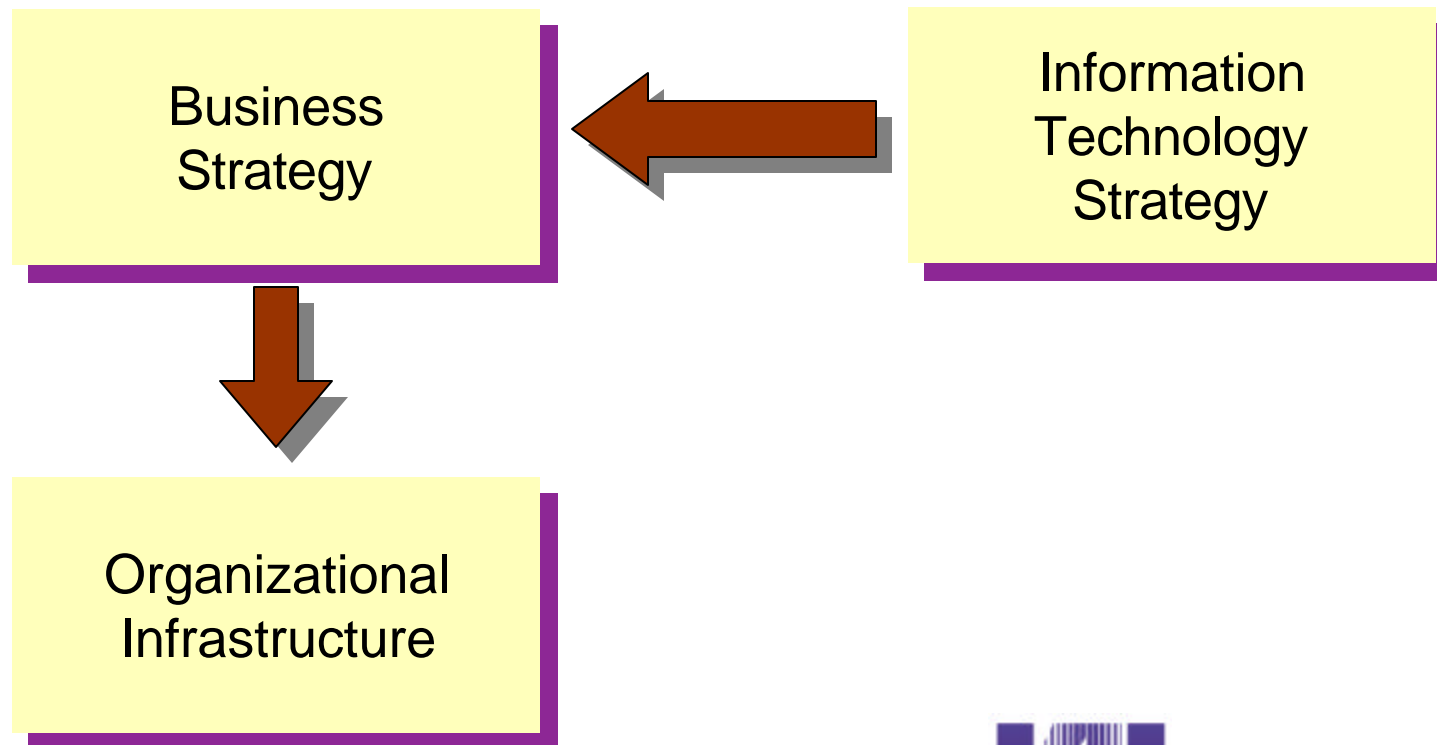 Business
Strategy
Information
Technology
Strategy
Organizational
Infrastructure